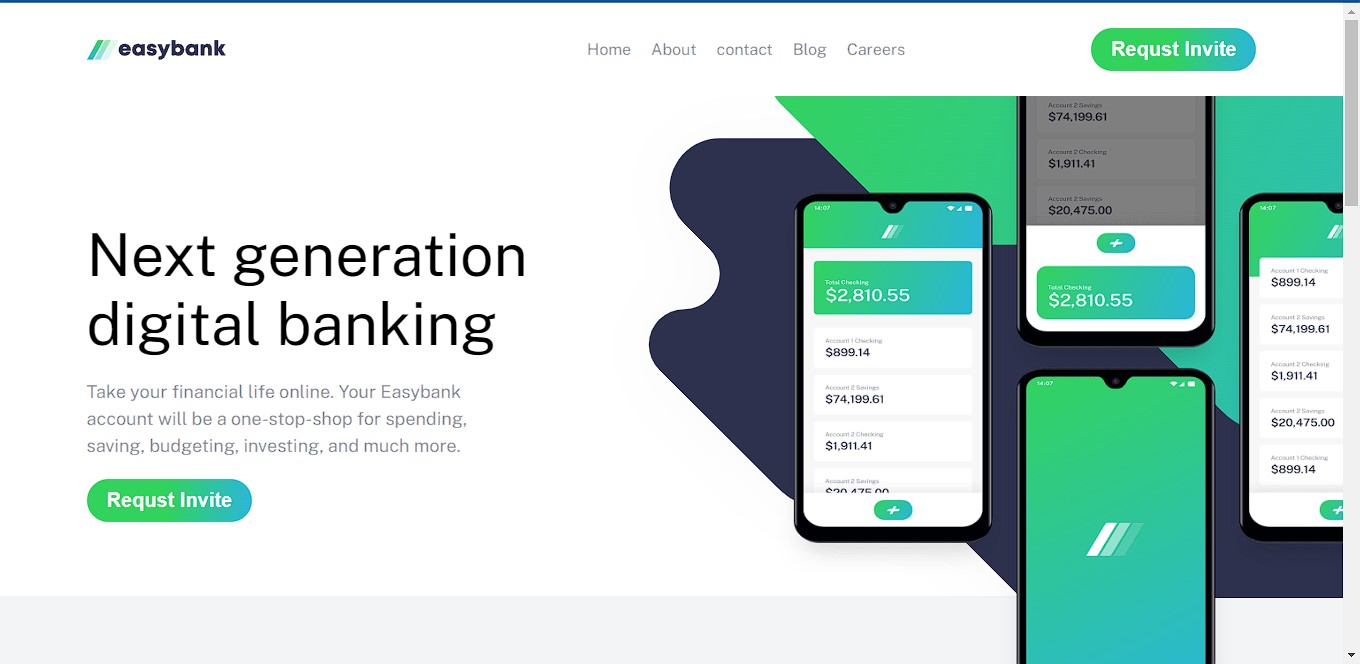 easybank
Home About contact Blog Careers
Requst Invite
Next generation
digital banking
Take your financial life online. Your Easybank
account will be a one-stop-shop for spending,
saving, budgeting, investing, and much more.
Requst Invite
14:07
Total Checking
$2,810.55
Account 1 Checking
$899.14
Account 2 Savings
$74,199.61
Account 2 Checking
$1,911.41
Account 2 Savings
$20,475.00
Account 2 Savings
$74,199.61
Account 2 Checking
$1,911.41
Account 2 Savings
$20,475.00
Total Checking
$2,810.55
14:07
14:07
Account 1 Checking
$899.14
Account 2 Savings
$74,199.61
Account 2 Checking
$1,911.41
Account 2 Savings
$20,475.00
Account 1 Checking
$899.14